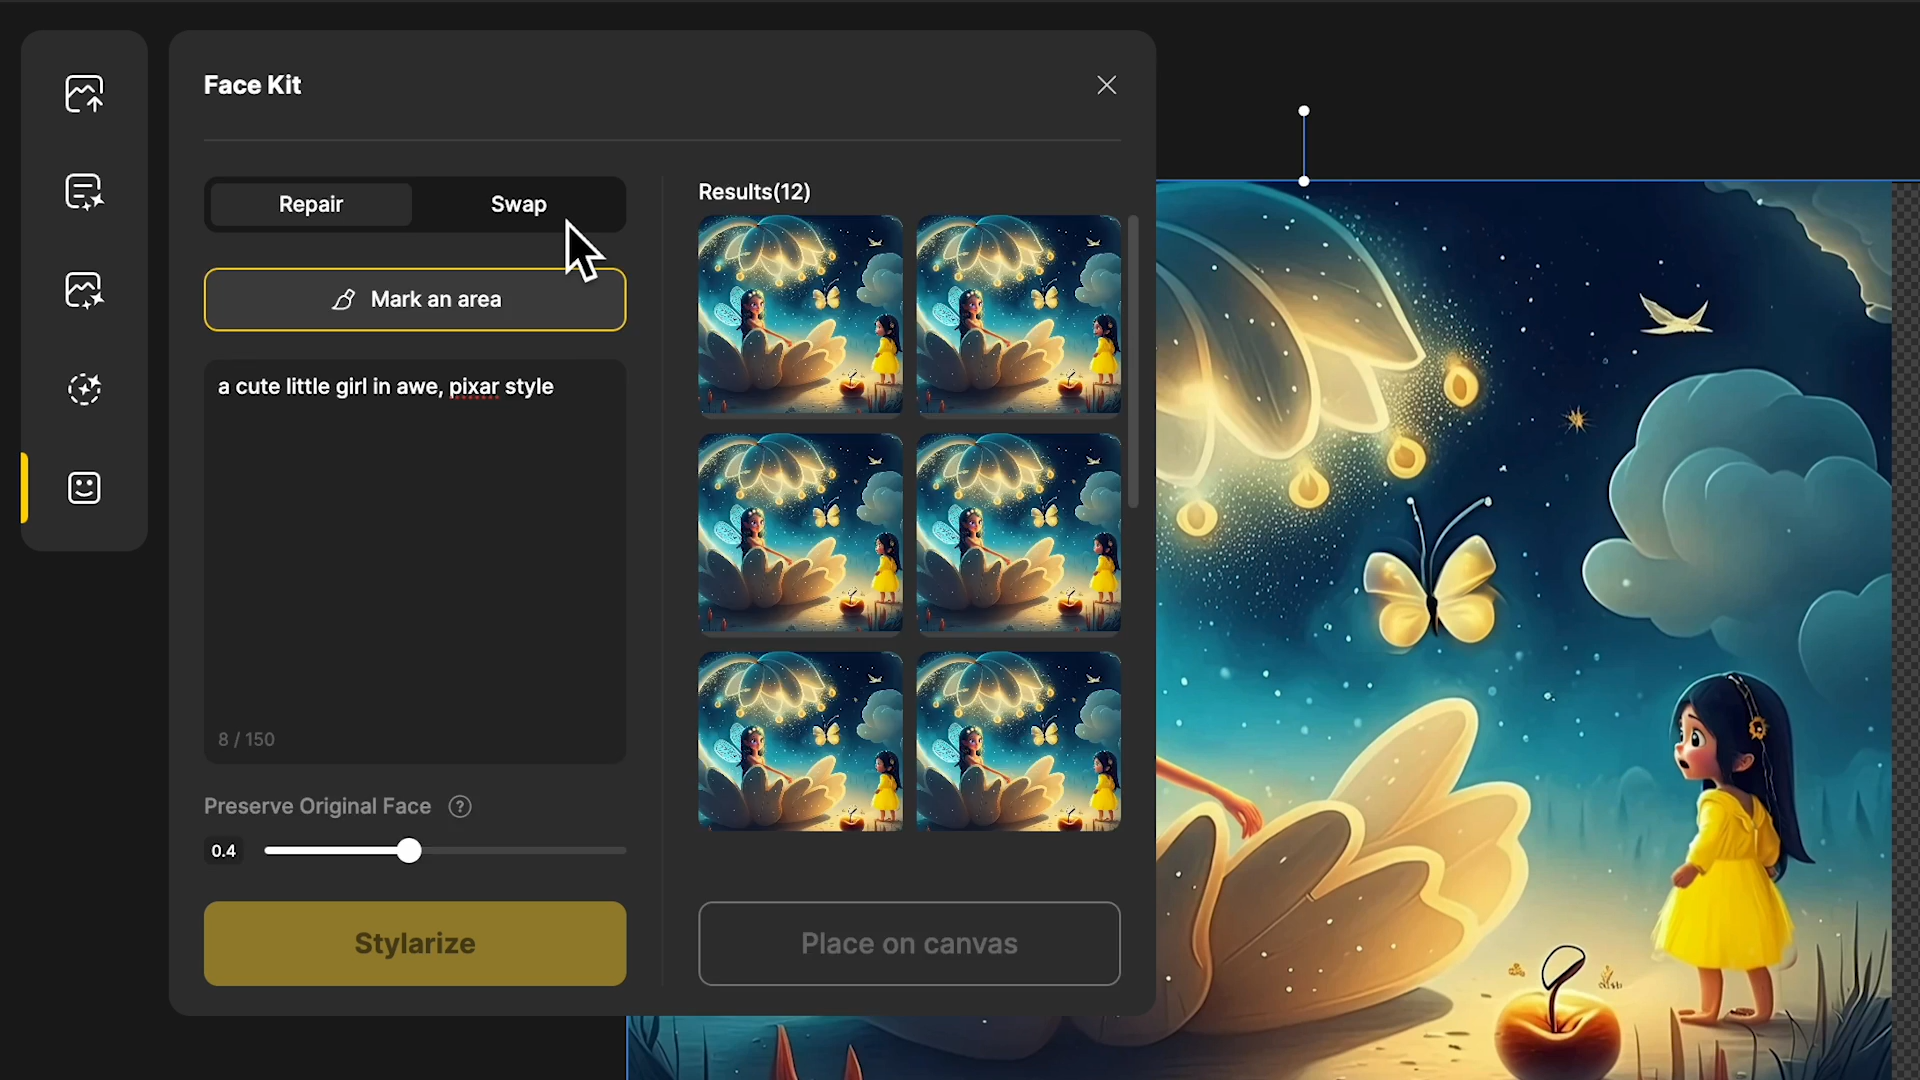 Face Kit
Repair
Swap
Results(12)
Mark an area
a cute little girl in awe, pixar style
8 / 150
Preserve Original Face ?
0.4
Stylarize
Place on canvas